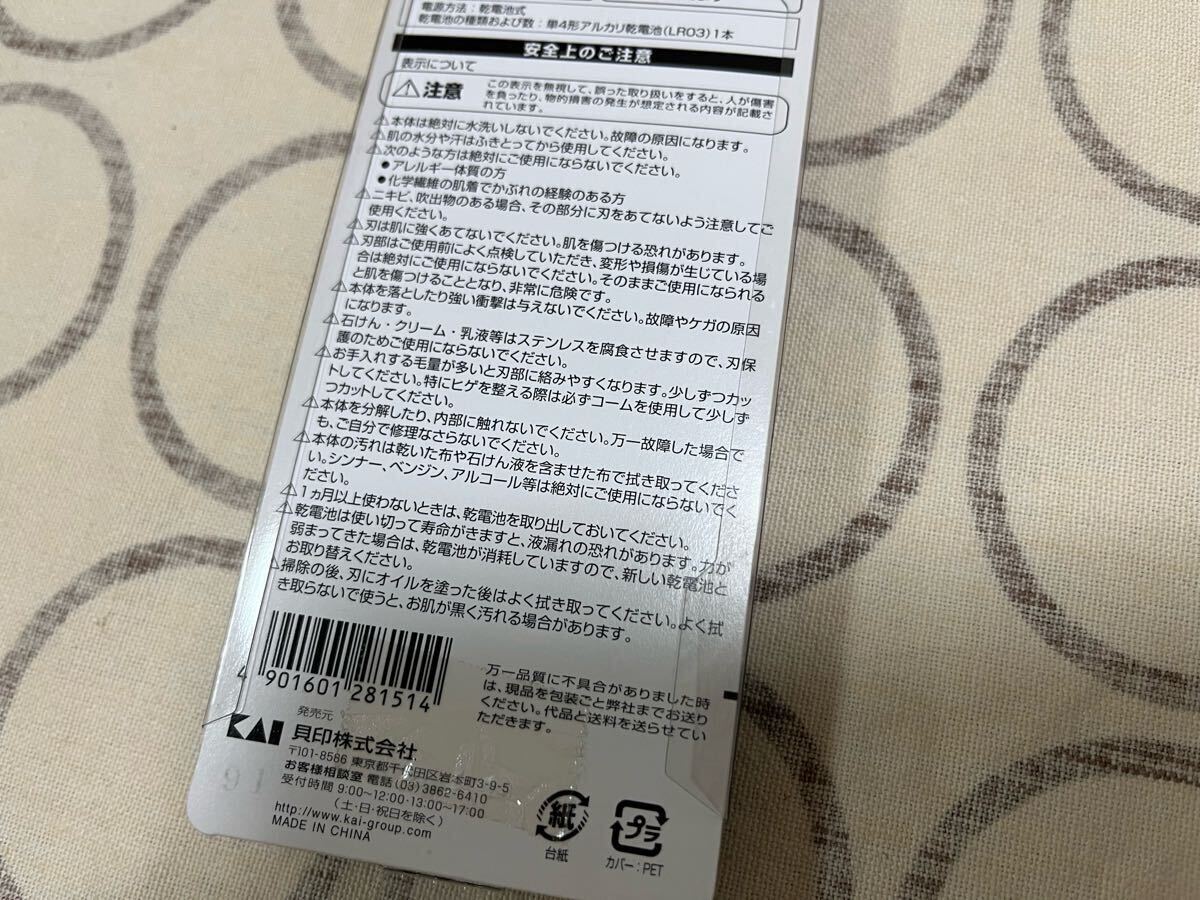 電源方法：乾電池式
乾電池の種類および数：単4形アルカリ乾電池(LR03)1本
安全上のご注意
表示について
注意
この表示を無視して、誤った取り扱いをすると、人が傷害
を負ったり、物的損害の発生が想定される内容が記載さ
れています。
本体は絶対に水洗いしないでください。故障の原因になります。
肌の水分や汗はふきとってから使用してください。
次のような方は絶対にご使用にならないでください。
●アレルギー体質の方
●化学繊維の肌着でかぶれの経験のある方
ニキビ、吹出物のある場合、その部分に刃をあてないよう注意してご
使用ください。
刃は肌に強くあてないでください。肌を傷つける恐れがあります。
刃部はご使用前によく点検していただき、変形や損傷が生じている場
合は絶対にご使用にならないでください。そのままご使用になられる
と肌を傷つけることとなり、非常に危険です。
本体を落としたり強い衝撃は与えないでください。故障やケガの原因
になります。
石けん・クリーム・乳液等はステンレスを腐食させますので、刃保
護のためご使用にならないでください。
お手入れする毛量が多いと刃部に絡みやすくなります。少しずつカッ
トしてください。特にヒゲを整える際は必ずコームを使用して少しず
つカットしてください。
本体を分解したり、内部に触れないでください。万一故障した場合で
も、ご自分で修理なさらないでください。
本体の汚れは乾いた布や石けん液を含ませた布で拭き取ってくださ
い。シンナー、ベンジン、アルコール等は絶対にご使用にならないでく
ださい。
1ヵ月以上使わないときは、乾電池を取り出しておいてください。
乾電池は使い切って寿命がきますと、液漏れの恐れがあります。力が
弱まってきた場合は、乾電池が消耗していますので、新しい乾電池と
お取り替えください。
掃除の後、刃にオイルを塗った後はよく拭き取ってください。よく拭
き取らないで使うと、お肌が黒く汚れる場合があります。
4 901601 281514
万一品質に不具合がありました時
は、現品を包装ごと弊社までお送り
ください。代品と送料を送らせてい
ただきます。
発売元
KAI 貝印株式会社
〒101-8586 東京都千代田区岩本町3-9-5
お客様相談室 電話(03)3862-6410
受付時間 9:00~12:00・13:00~17:00
(土・日・祝日を除く)
http://www.kai-group.com
MADE IN CHINA
91
紙
台紙
プラ
カバー：PET